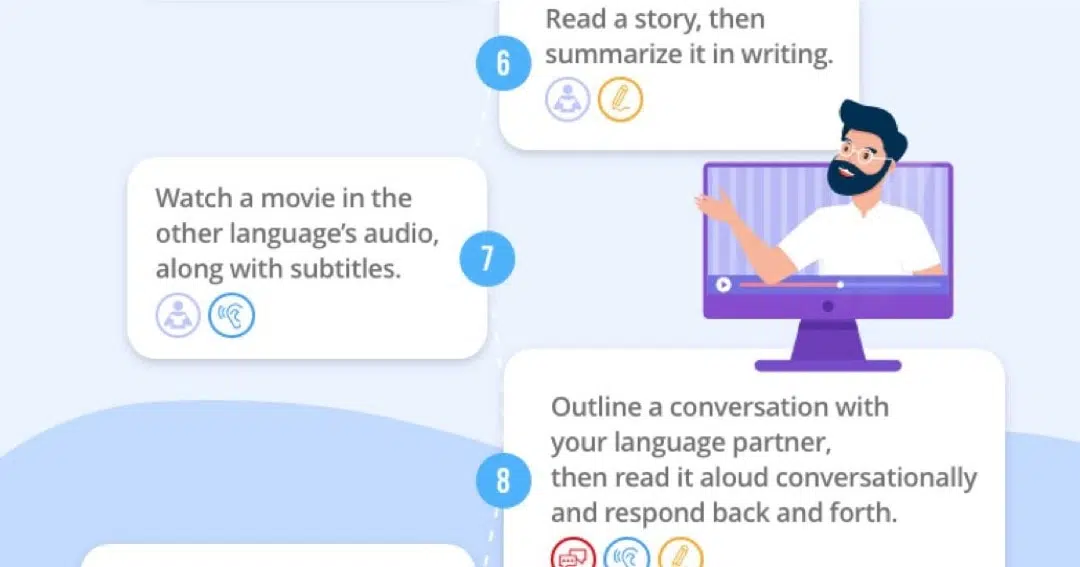 6
Read a story, then
summarize it in writing.
7
Watch a movie in the
other language’s audio,
along with subtitles.
8
Outline a conversation with
your language partner,
then read it aloud conversationally
and respond back and forth.